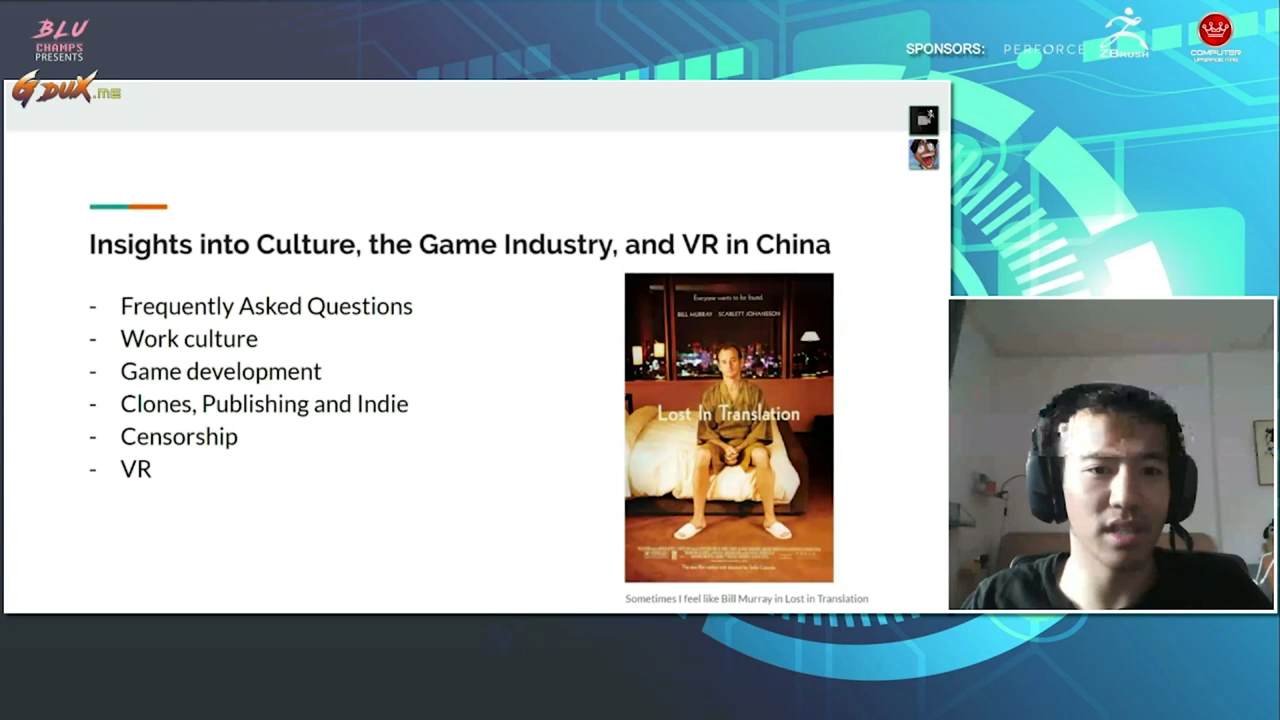 BLU
CHAMPS
PRESENTS
GDUX.ME
SPONSORS:
PERFORCE
ZBRUSH
COMPUTER
Insights into Culture, the Game Industry, and VR in China
- Frequently Asked Questions
- Work culture
- Game development
- Clones, Publishing and Indie
- Censorship
- VR
Everyone wants to be found.
BILL MURRAY SCARLETT JOHANSSON
Lost In Translation
Sometimes I feel like Bill Murray in Lost in Translation